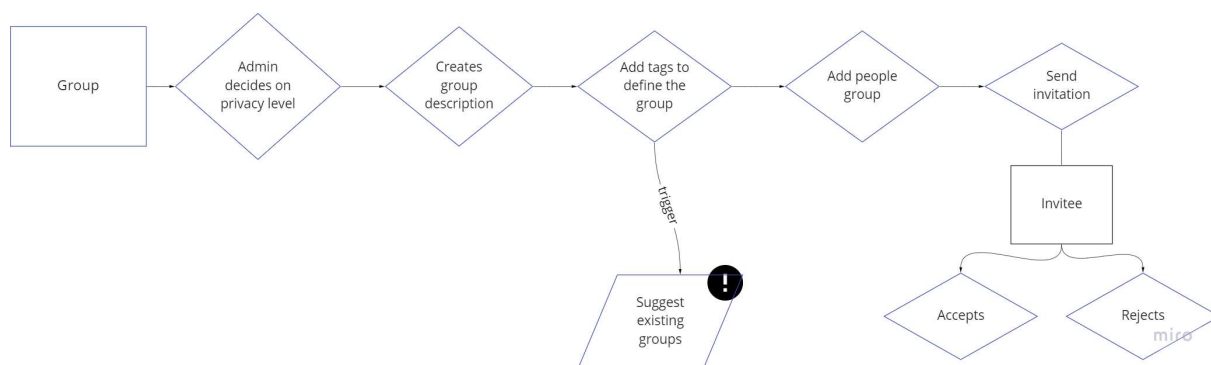 Group
Admin
decides on
privacy level
Creates
group
description
Add tags to
define the
group
Add people
group
Send
invitation
trigger
Invitee
!
Suggest
existing
groups
Accepts
Rejects
miro